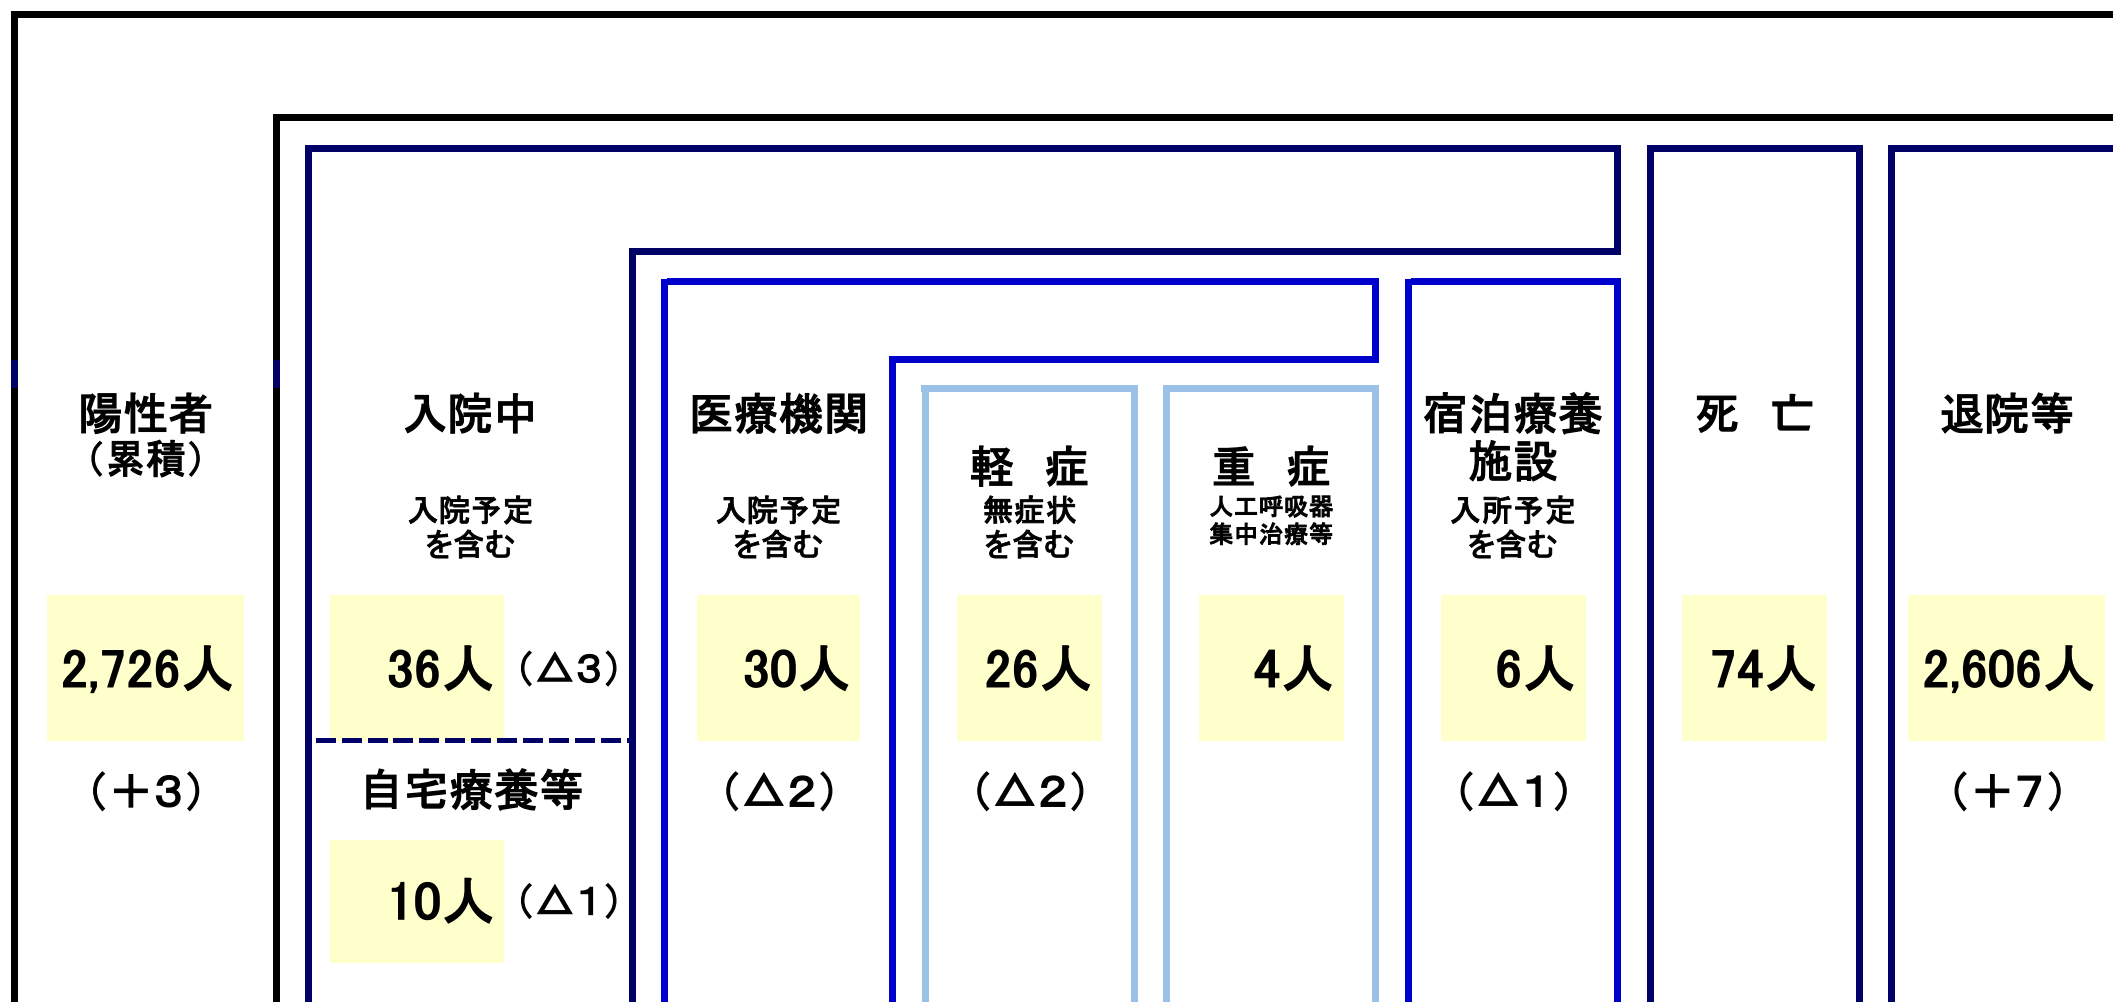 陽性者
（累積）
2,726人
（＋3）
入院中
入院予定
を含む
36人 （△3）
自宅療養等
10人 （△1）
医療機関
入院予定
を含む
30人
（△2）
軽 症
無症状
を含む
26人
（△2）
重 症
人工呼吸器
集中治療等
4人
宿泊療養
施設
入所予定
を含む
6人
（△1）
死 亡
74人
退院等
2,606人
（＋7）